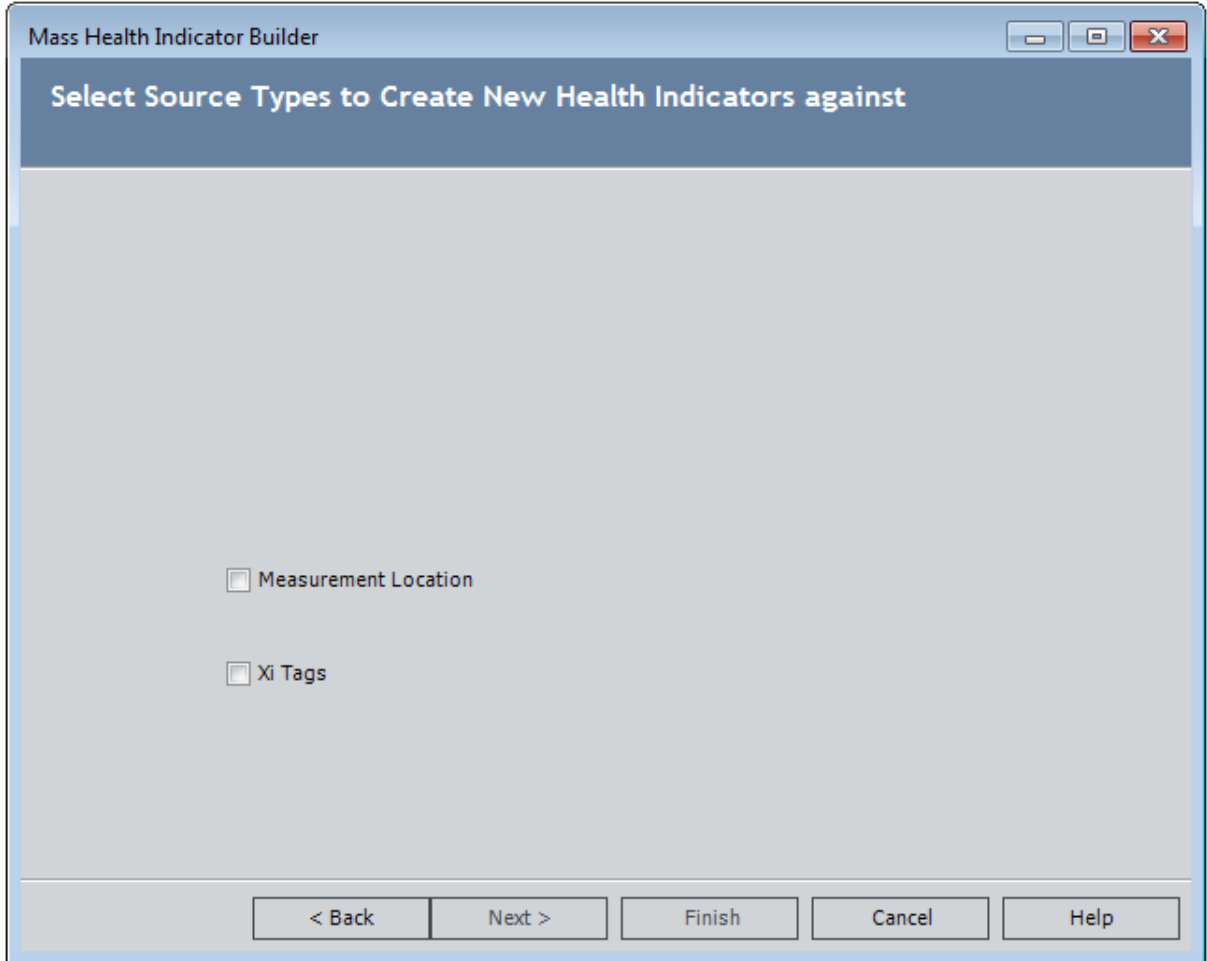 Mass Health Indicator Builder
Select Source Types to Create New Health Indicators against
Measurement Location
Xi Tags
< Back Next > Finish Cancel Help